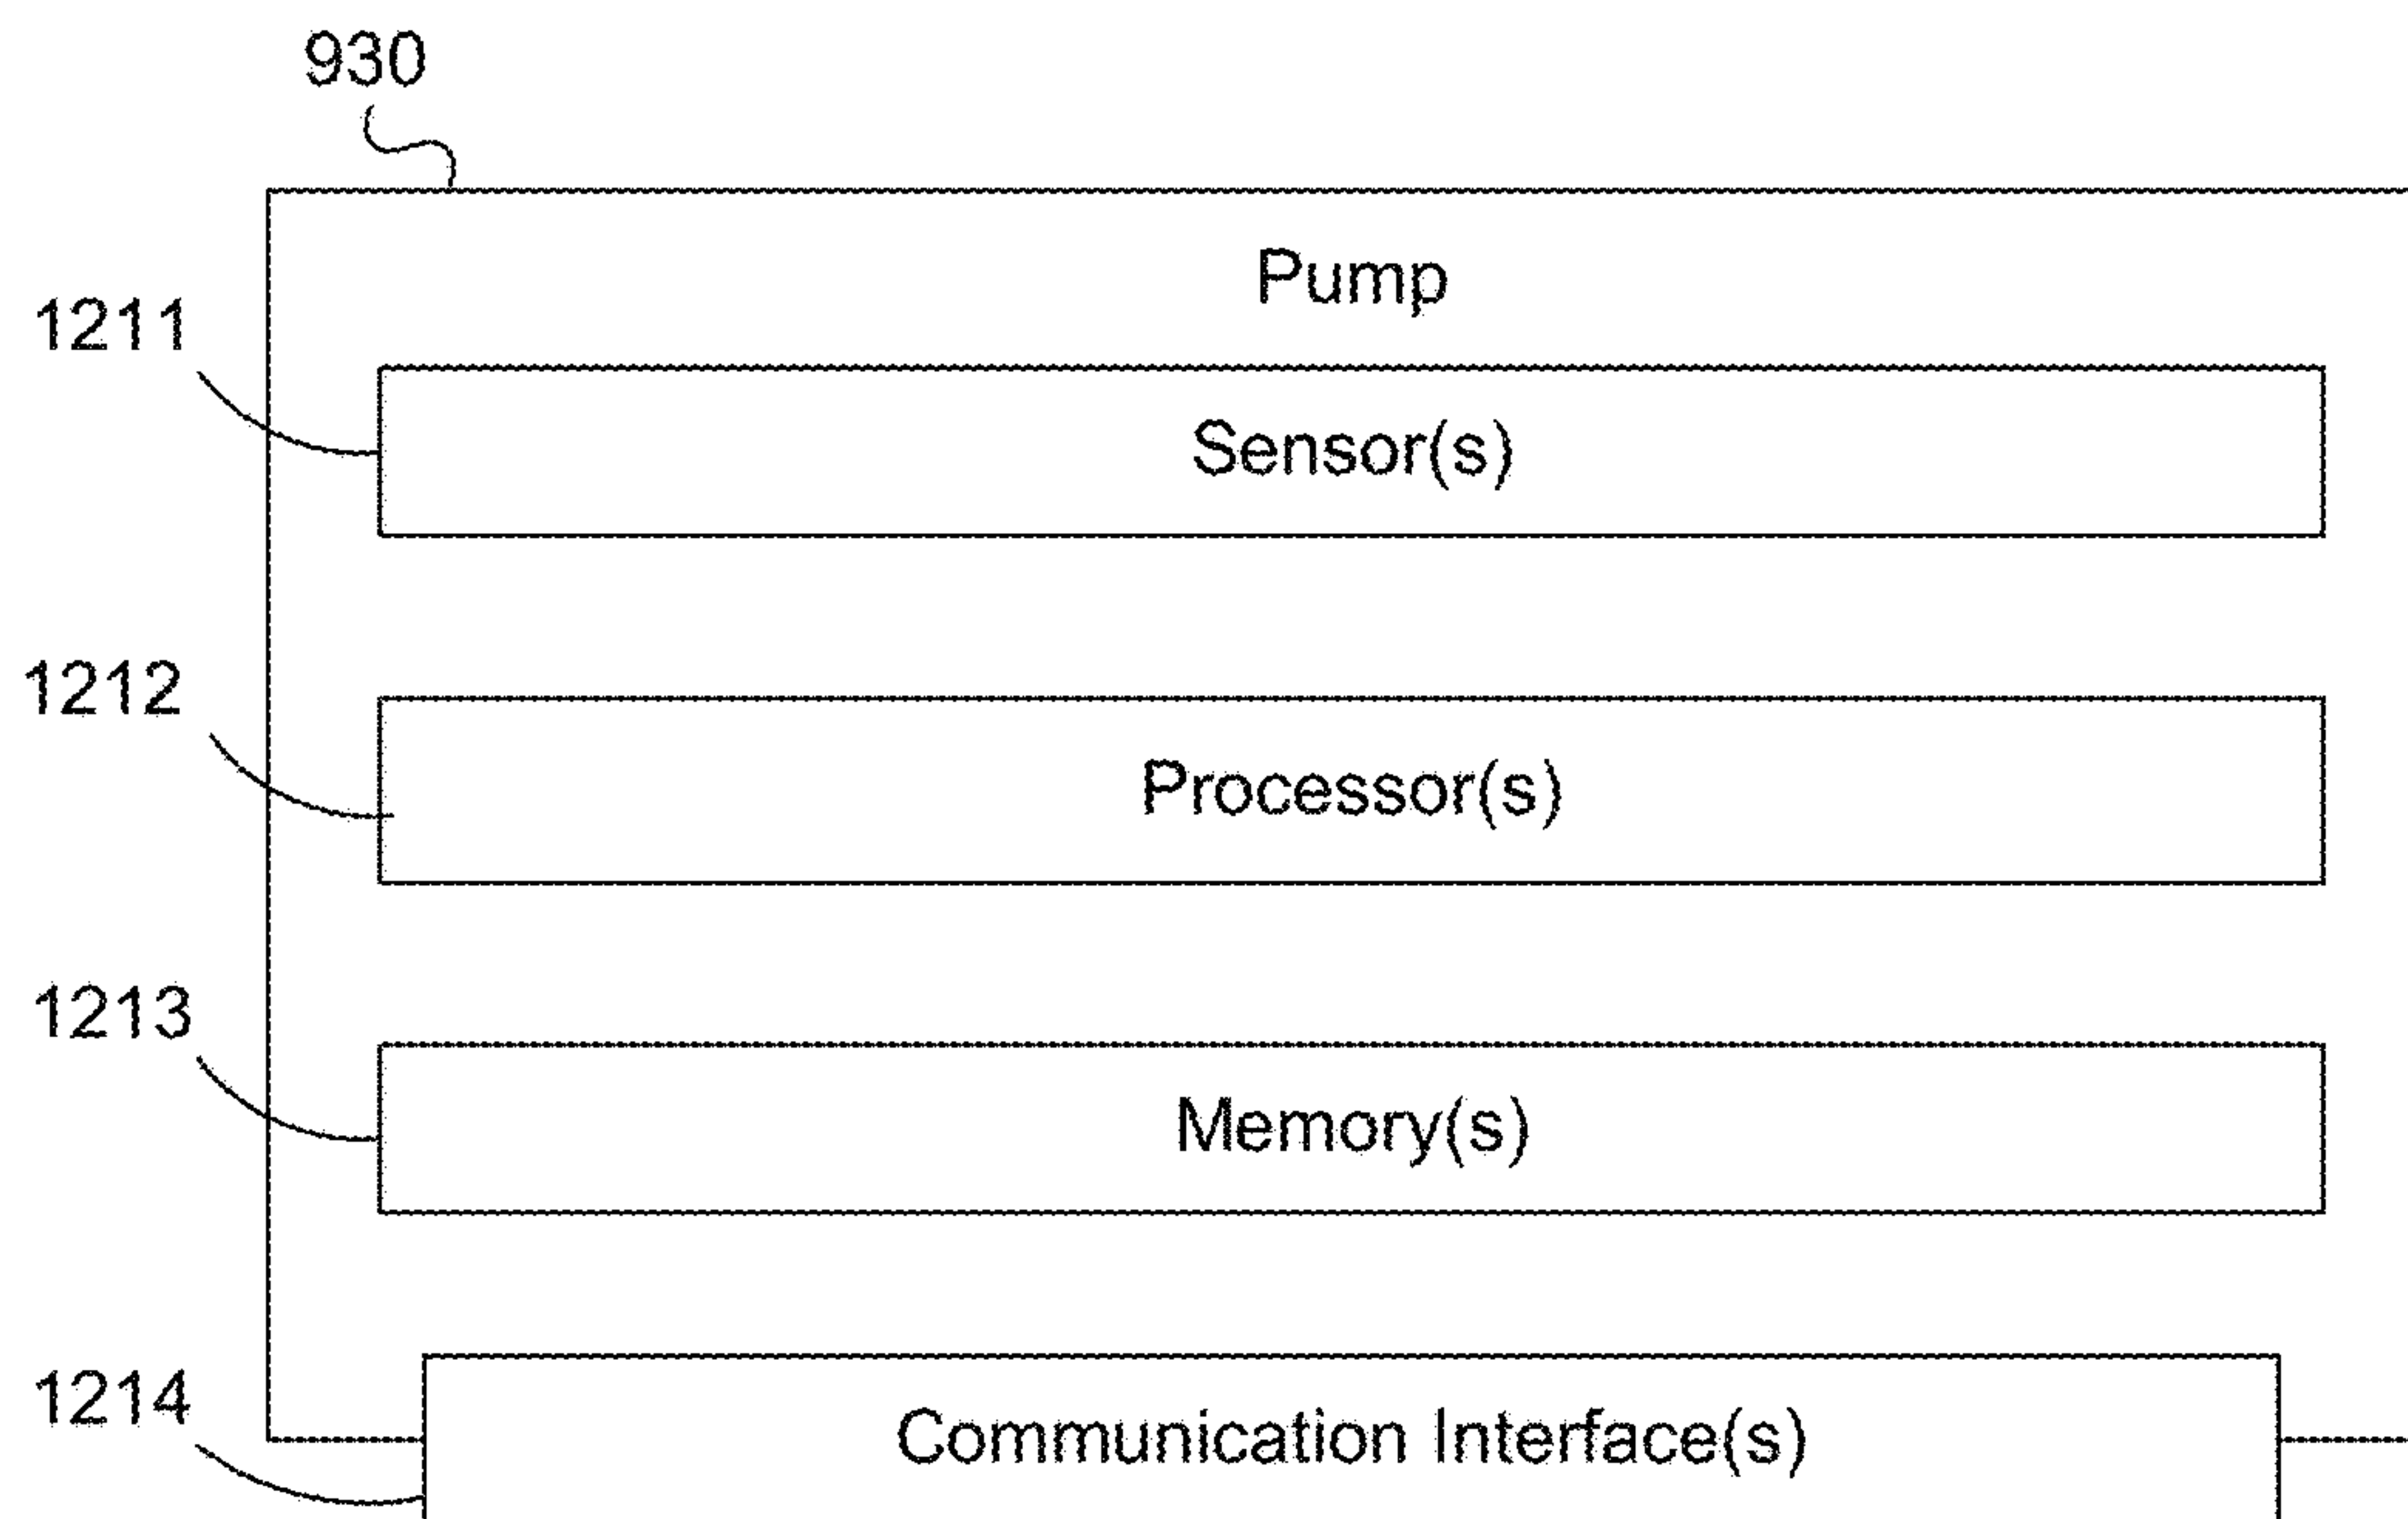 930
Pump
1211
Sensor(s)
1212
Processor(s)
1213
Memory(s)
1214
Communication Interface(s)